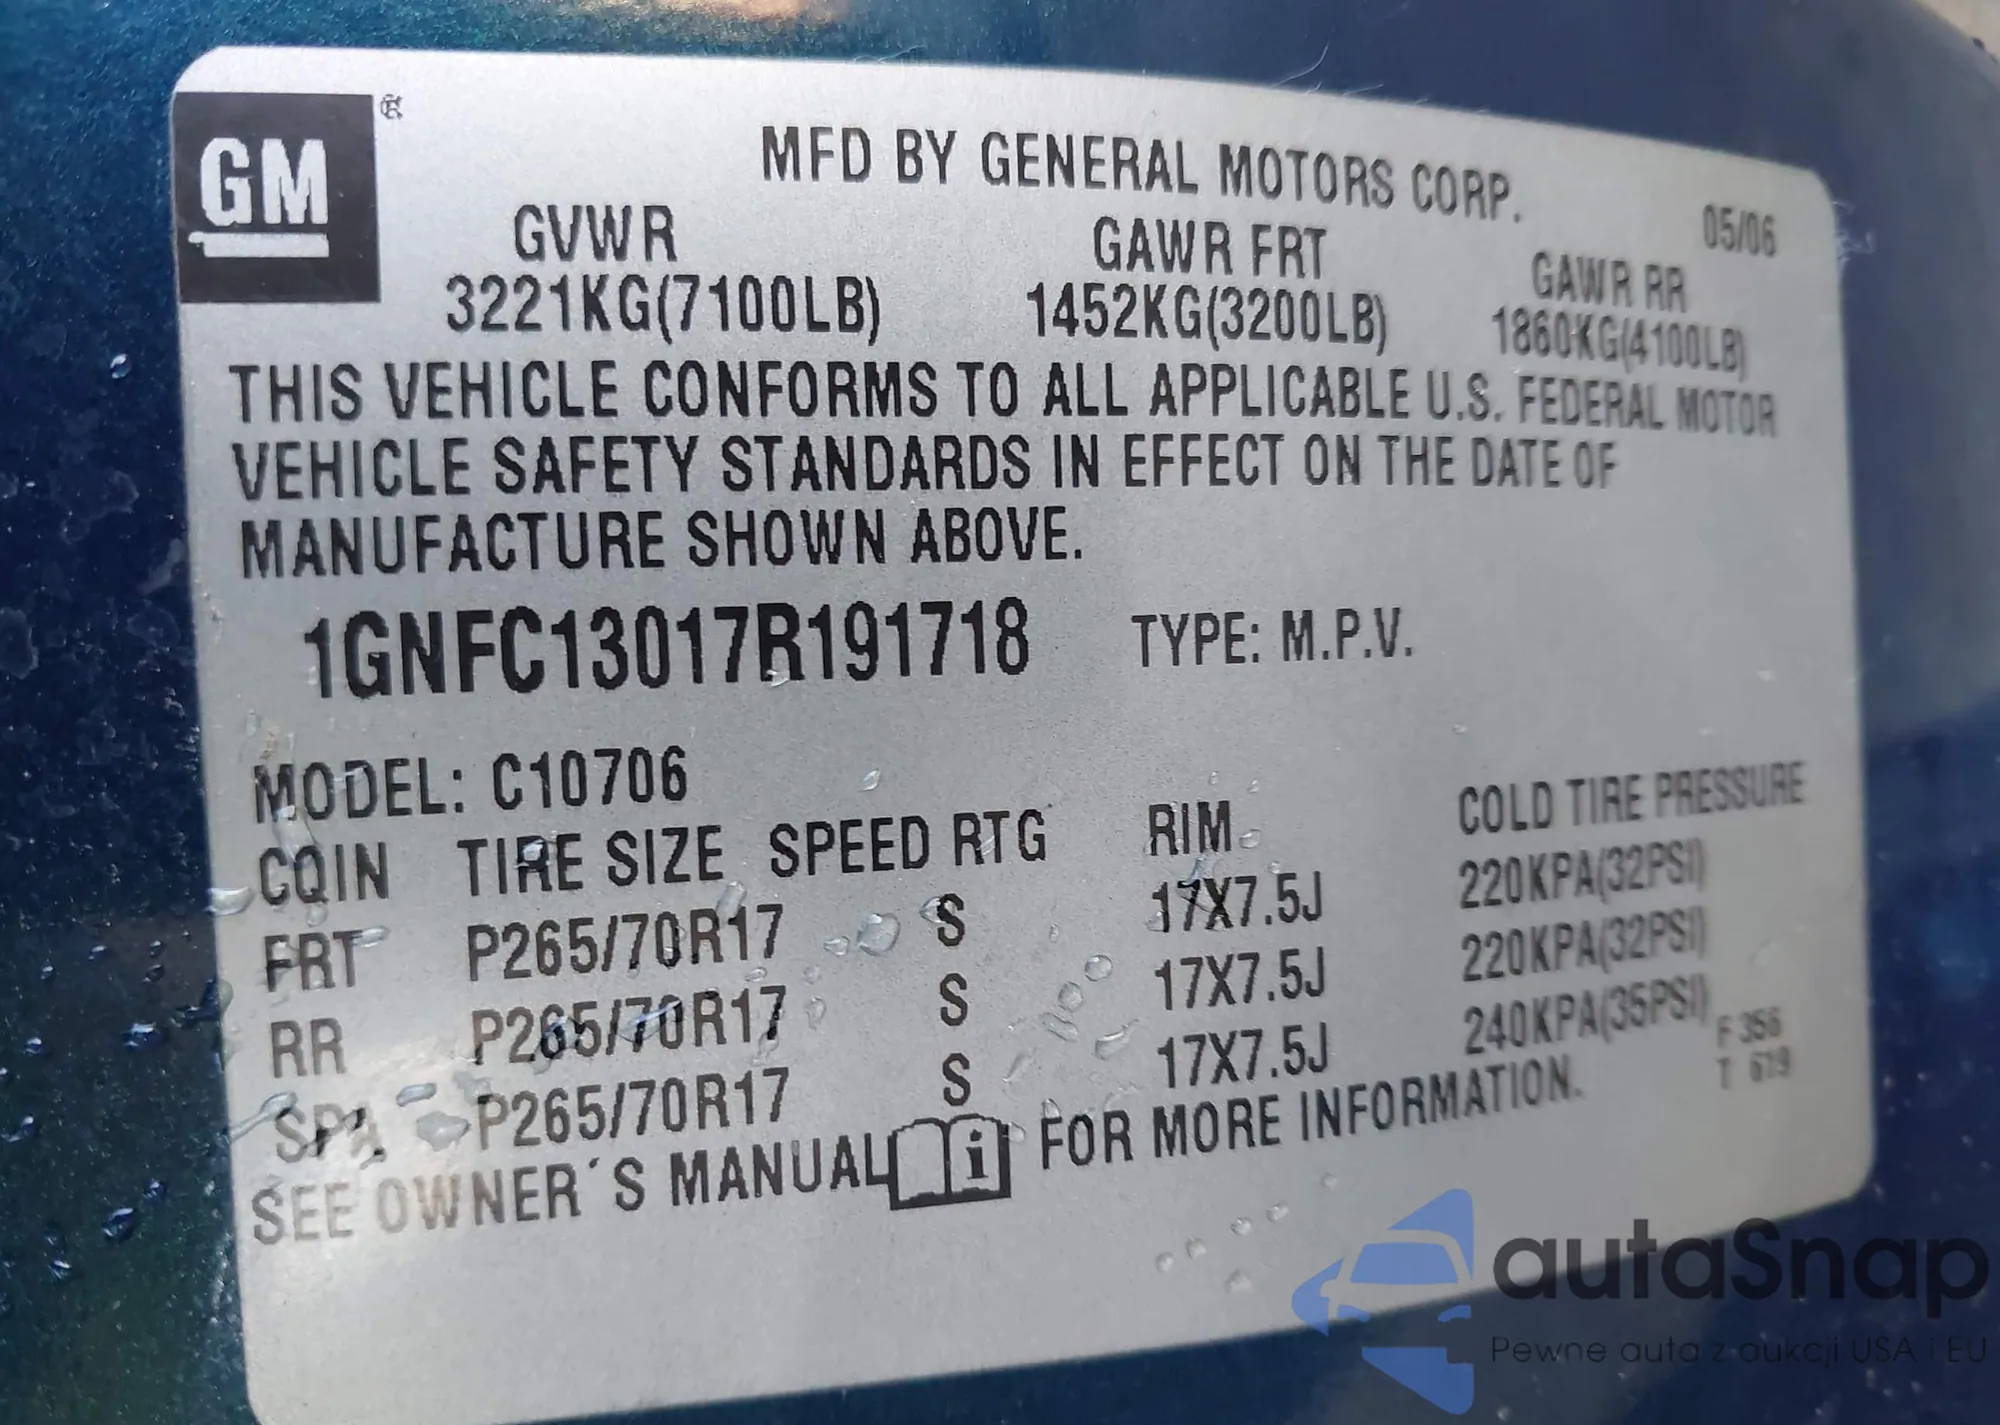 GM ®
MFD BY GENERAL MOTORS CORP.
05/06
GVWR GAWR FRT GAWR RR
3221KG(7100LB) 1452KG(3200LB) 1860KG(4100LB)
THIS VEHICLE CONFORMS TO ALL APPLICABLE U.S. FEDERAL MOTOR
VEHICLE SAFETY STANDARDS IN EFFECT ON THE DATE OF
MANUFACTURE SHOWN ABOVE.
1GNFC13017R191718 TYPE: M.P.V.
MODEL: C10706
CQIN TIRE SIZE SPEED RTG RIM COLD TIRE PRESSURE
FRT P265/70R17 S 17X7.5J 220KPA(32PSI)
RR P265/70R17 S 17X7.5J 220KPA(32PSI)
SPA P265/70R17 S 17X7.5J 240KPA(35PSI)
F 356
T 619
SEE OWNER´S MANUAL i FOR MORE INFORMATION.
autaSnap
Pewne auta z aukcji USA i EU